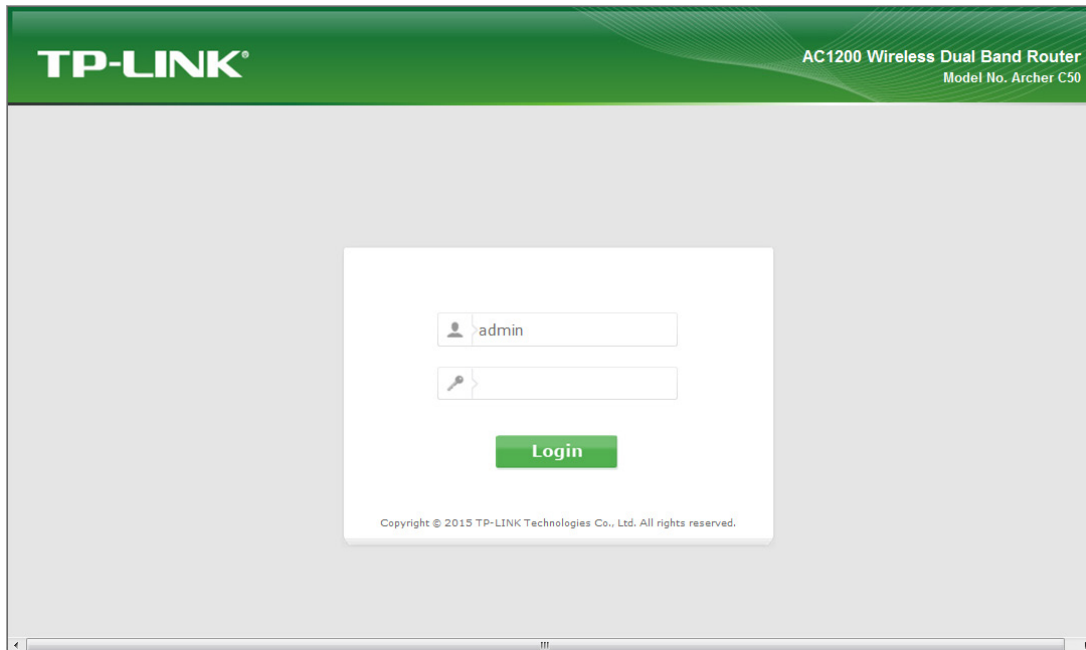 TP-LINK®
AC1200 Wireless Dual Band Router
Model No. Archer C50
admin
Login
Copyright © 2015 TP-LINK Technologies Co., Ltd. All rights reserved.